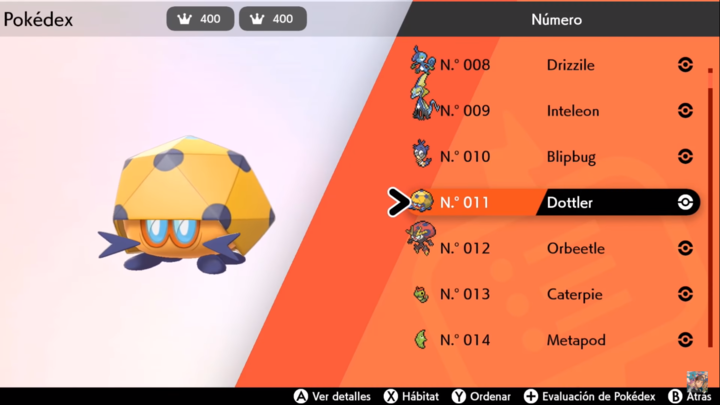 Pokédex 400 400 Número
N.° 008 Drizzile
N.° 009 Inteleon
N.° 010 Blipbug
N.° 011 Dottler
N.° 012 Orbeetle
N.° 013 Caterpie
N.° 014 Metapod
A Ver detalles X Hábitat Y Ordenar + Evaluación de Pokédex B Atrás